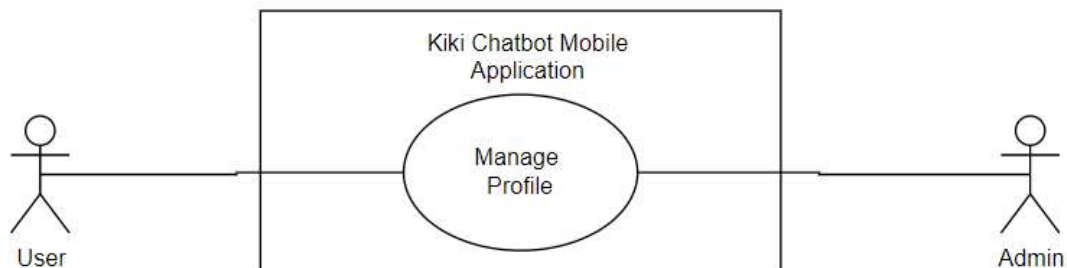 Kiki Chatbot Mobile
Application
Manage
Profile
User
Admin